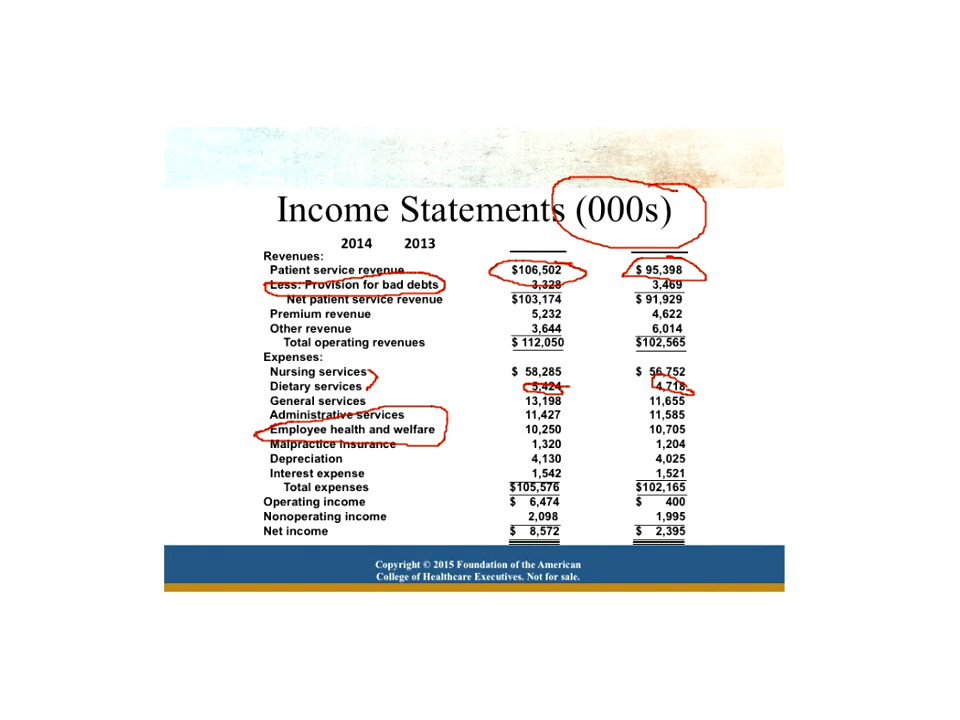 Income Statements (000s)
2014 2013
Revenues:
Patient service revenue $106,502 $ 95,398
Less: Provision for bad debts 3,328 3,469
Net patient service revenue $103,174 $ 91,929
Premium revenue 5,232 4,622
Other revenue 3,644 6,014
Total operating revenues $ 112,050 $102,565
Expenses:
Nursing services $ 58,285 $ 56,752
Dietary services 5,424 4,718
General services 13,198 11,655
Administrative services 11,427 11,585
Employee health and welfare 10,250 10,705
Malpractice insurance 1,320 1,204
Depreciation 4,130 4,025
Interest expense 1,542 1,521
Total expenses $105,576 $102,165
Operating income $ 6,474 $ 400
Nonoperating income 2,098 1,995
Net income $ 8,572 $ 2,395
Copyright © 2015 Foundation of the American
College of Healthcare Executives. Not for sale.